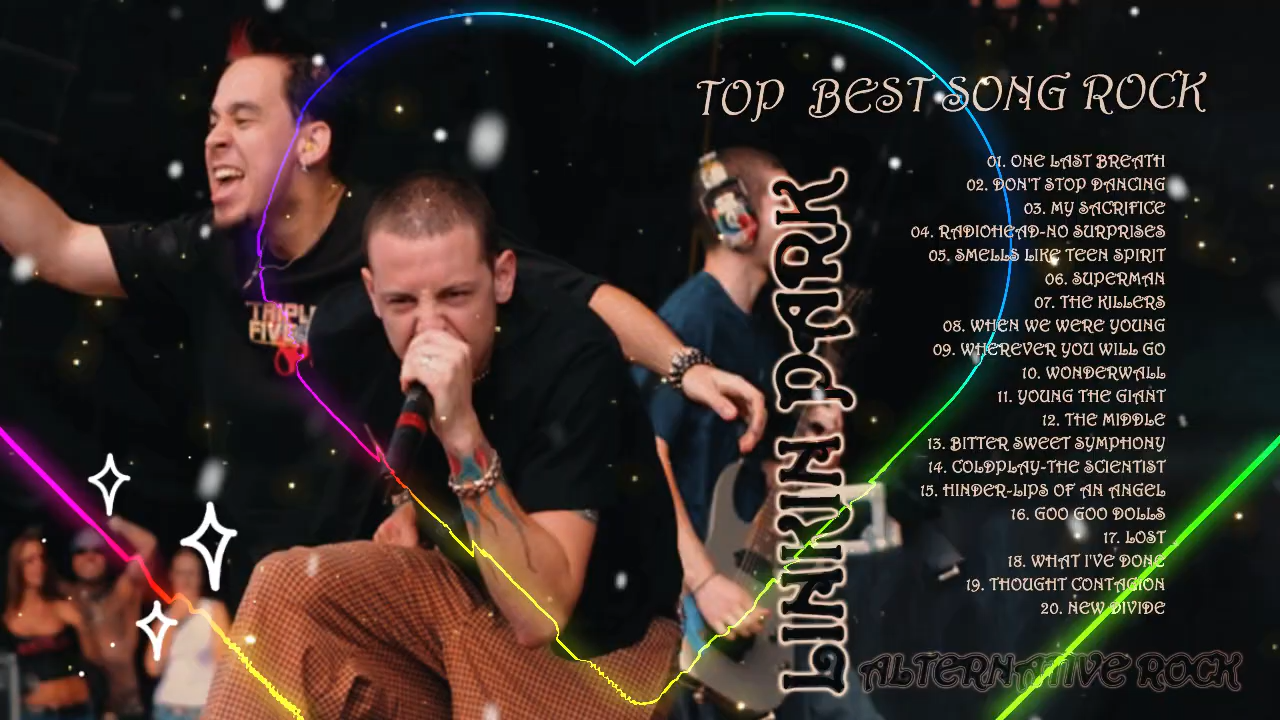 TOP BEST SONG ROCK
01. ONE LAST BREATH
02. DON'T STOP DANCING
03. MY SACRIFICE
04. RADIOHEAD-NO SURPRISES
05. SMELLS LIKE TEEN SPIRIT
06. SUPERMAN
07. THE KILLERS
08. WHEN WE WERE YOUNG
09. WHEREVER YOU WILL GO
10. WONDERWALL
11. YOUNG THE GIANT
12. THE MIDDLE
13. BITTER SWEET SYMPHONY
14. COLDPLAY-THE SCIENTIST
15. HINDER-LIPS OF AN ANGEL
16. GOO GOO DOLLS
17. LOST
18. WHAT I'VE DONE
19. THOUGHT CONTAGION
20. NEW DIVIDE
LINKIN PARK
ALTERNATIVE ROCK
TRIPLE
FIVE